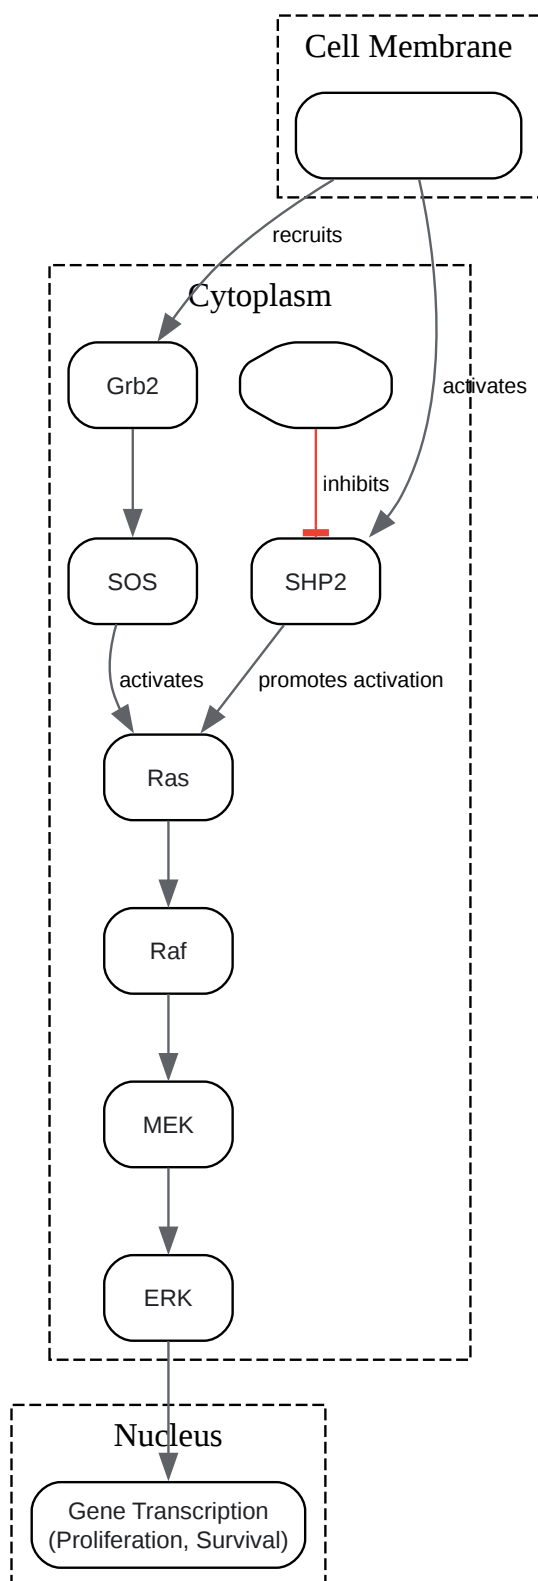 Cell Membrane
recruits
Cytoplasm
Grb2
activates
inhibits
SOS
SHP2
activates
promotes activation
Ras
Raf
MEK
ERK
Nucleus
Gene Transcription
(Proliferation, Survival)